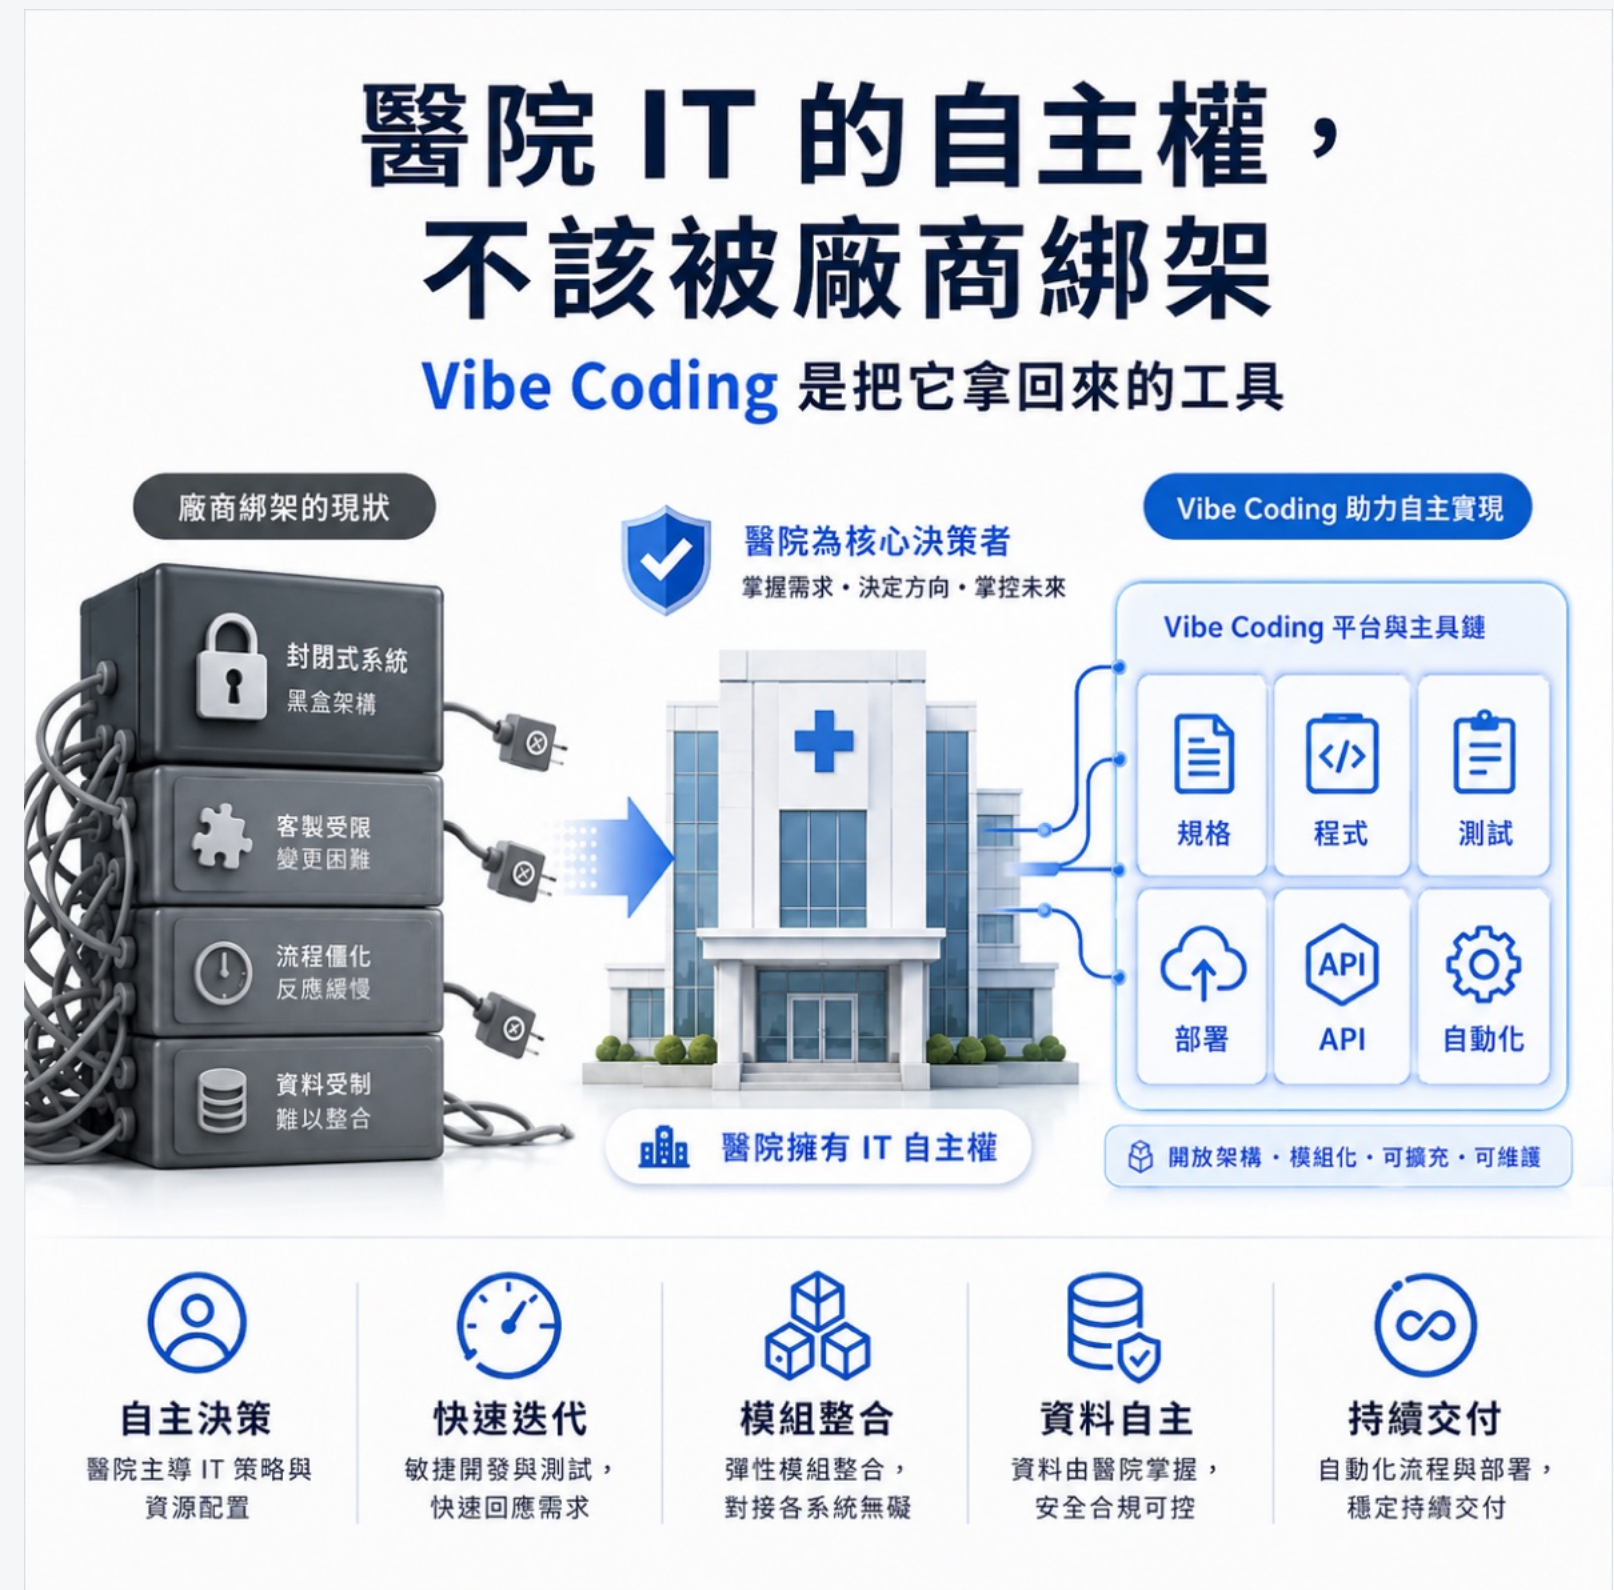 醫院 IT 的自主權，
不該被廠商綁架
Vibe Coding 是把它拿回來的工具
廠商綁架的現狀
封閉式系統
黑盒架構
客製受限
變更困難
流程僵化
反應緩慢
資料受制
難以整合
醫院為核心決策者
掌握需求・決定方向・掌控未來
醫院擁有 IT 自主權
Vibe Coding 助力自主實現
Vibe Coding 平台與主具鏈
規格
程式
</>
測試
部署
API
API
自動化
開放架構・模組化・可擴充・可維護
自主決策
醫院主導 IT 策略與
資源配置
快速迭代
敏捷開發與測試，
快速回應需求
模組整合
彈性模組整合，
對接各系統無礙
資料自主
資料由醫院掌握，
安全合規可控
持續交付
自動化流程與部署，
穩定持續交付